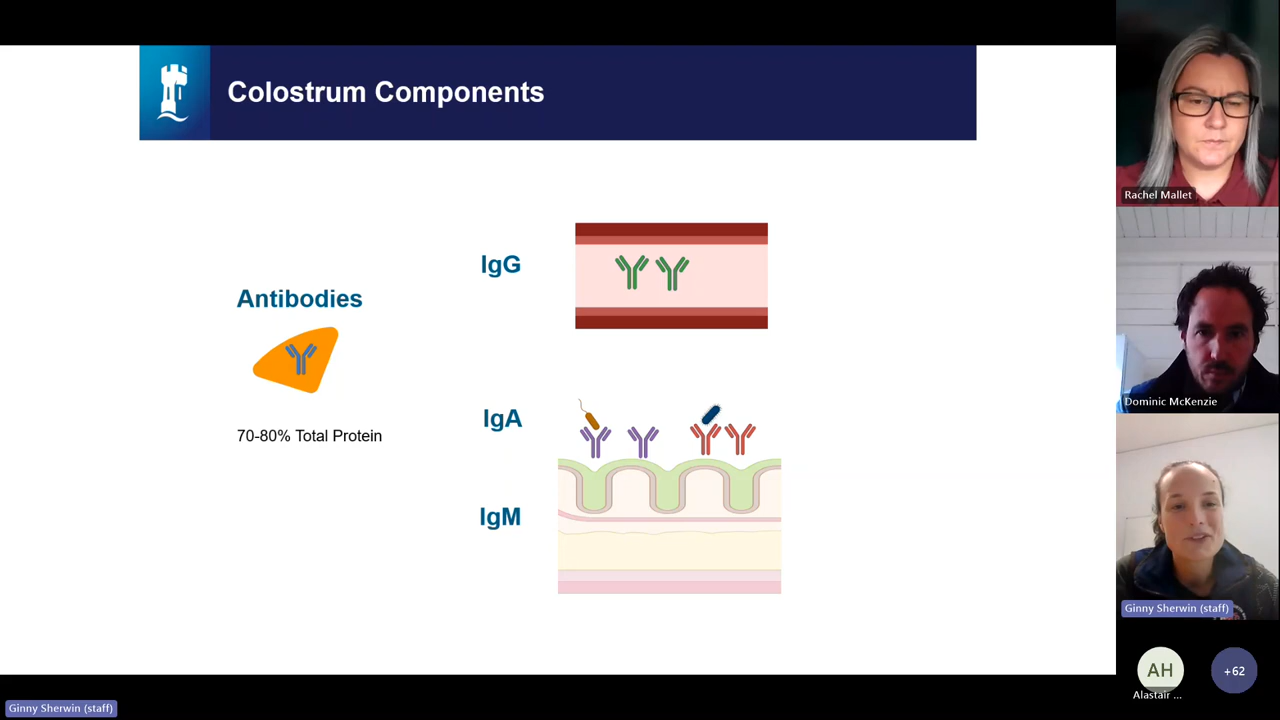 Colostrum Components
Antibodies
70-80% Total Protein
IgG
IgA
IgM
Rachel Mallet
Dominic McKenzie
Ginny Sherwin (staff)
AH
Alastair ...
+62
Ginny Sherwin (staff)